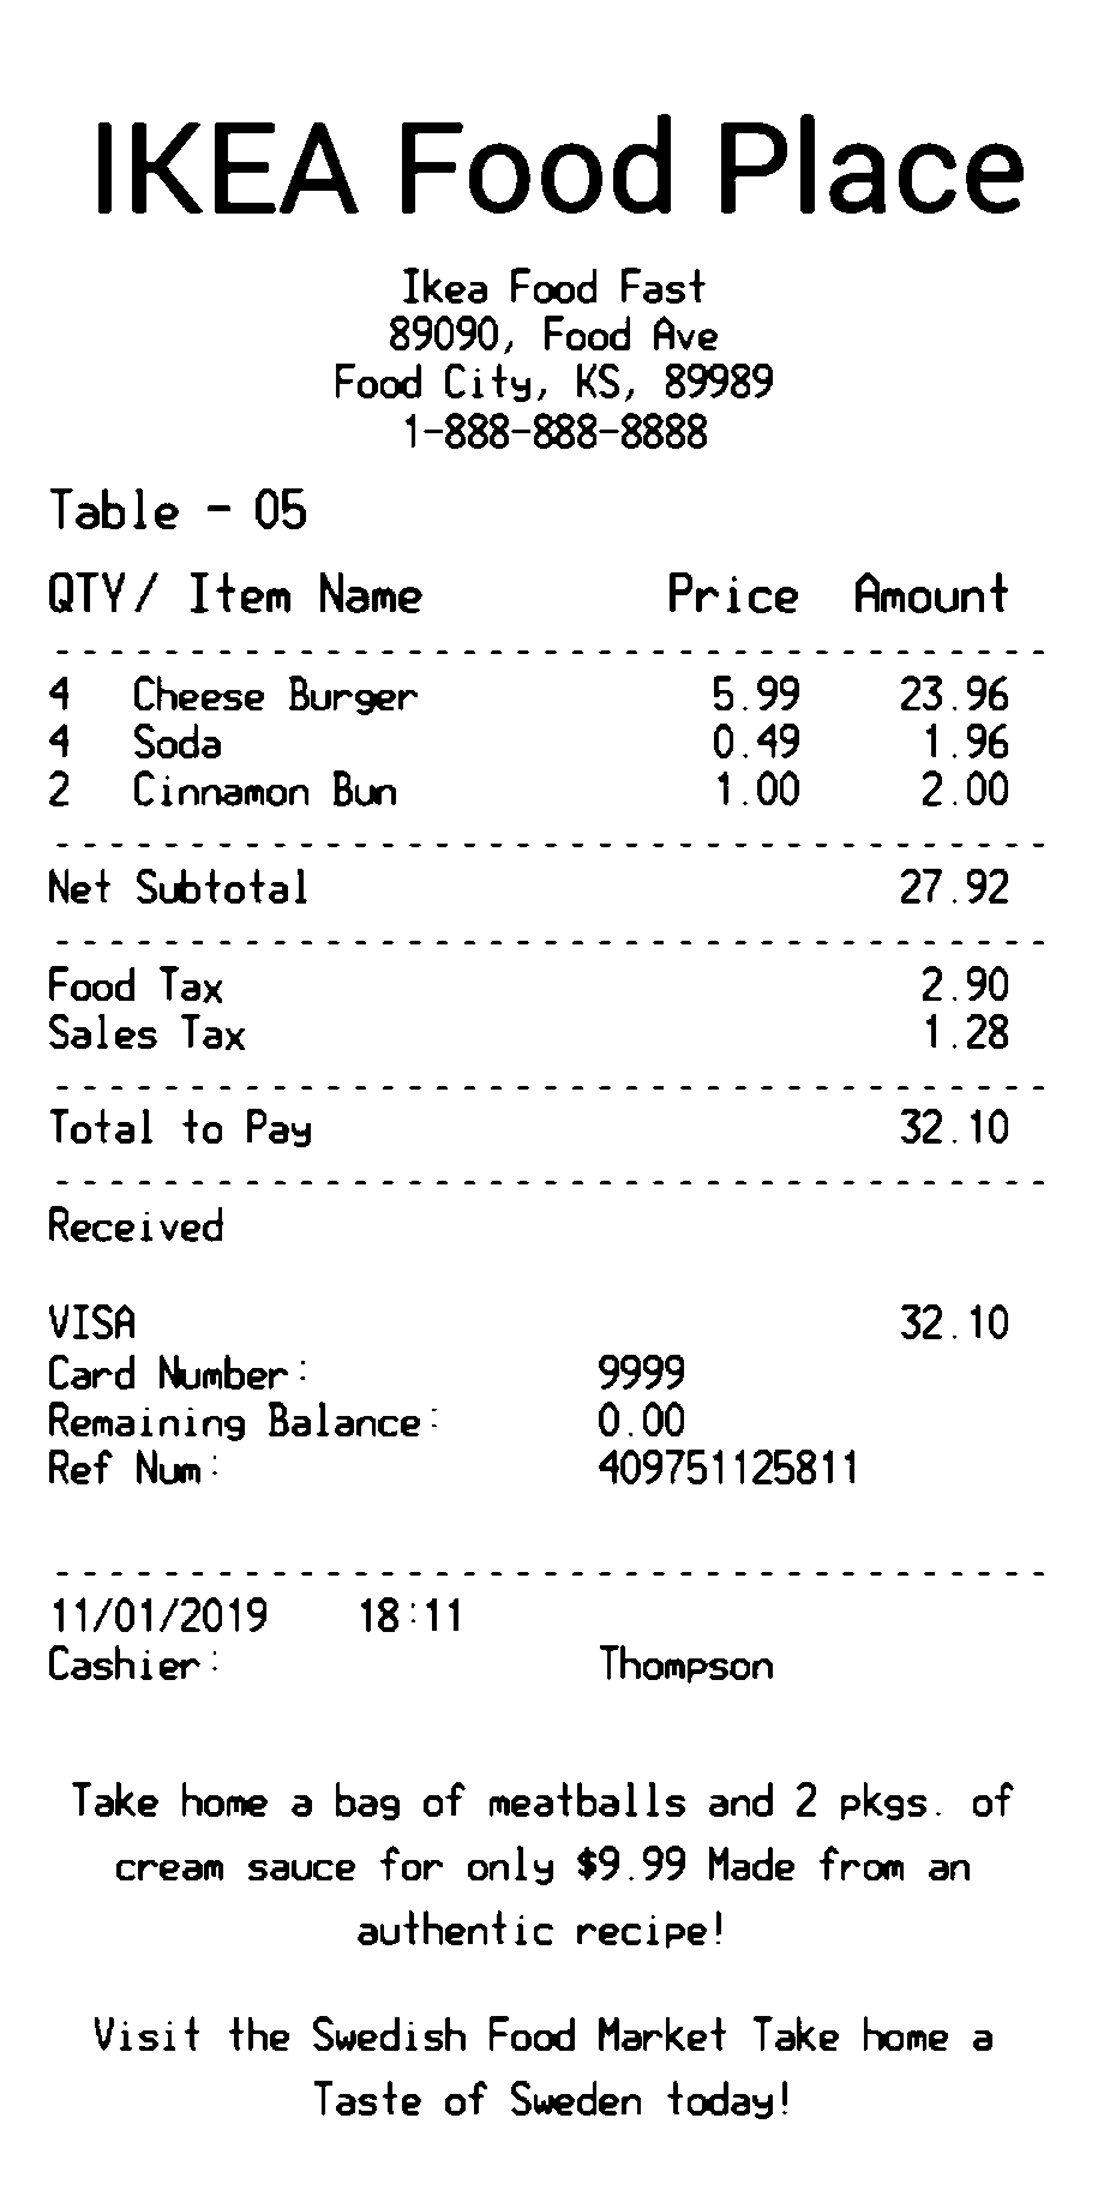 IKEA Food Place
Ikea Food Fast
89090, Food Ave
Food City, KS, 89989
1-888-888-8888
Table - 05
QTY/ Item Name Price Amount
4 Cheese Burger 5.99 23.96
4 Soda 0.49 1.96
2 Cinnamon Bun 1.00 2.00
Net Subtotal 27.92
Food Tax 2.90
Sales Tax 1.28
Total to Pay 32.10
Received
VISA 32.10
Card Number: 9999
Remaining Balance: 0.00
Ref Num: 409751125811
11/01/2019 18:11
Cashier: Thompson
Take home a bag of meatballs and 2 pkgs. of
cream sauce for only $9.99 Made from an
authentic recipe!
Visit the Swedish Food Market Take home a
Taste of Sweden today!